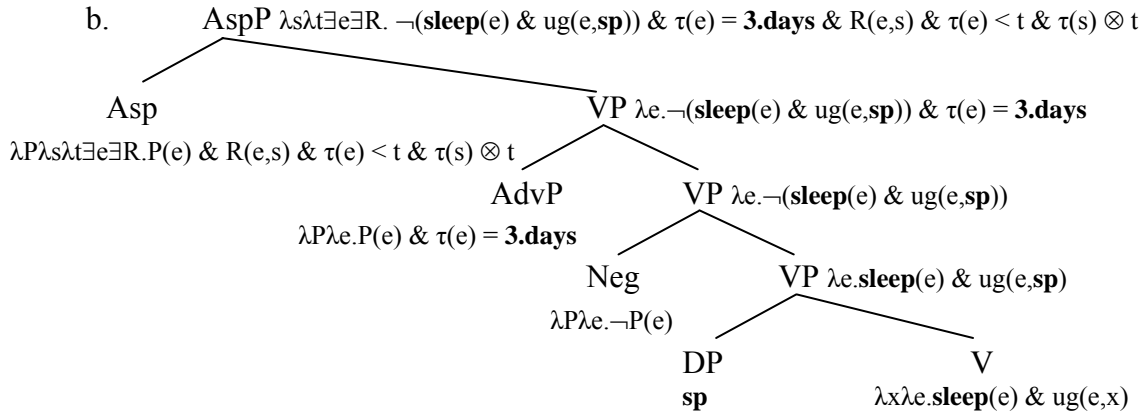 b. AspP λsλt∃e∃R. ¬(sleep(e) & ug(e,sp)) & τ(e) = 3.days & R(e,s) & τ(e) < t & τ(s) ⊗ t
Asp VP λe.¬(sleep(e) & ug(e,sp)) & τ(e) = 3.days
λPλsλt∃e∃R.P(e) & R(e,s) & τ(e) < t & τ(s) ⊗ t
AdvP VP λe.¬(sleep(e) & ug(e,sp))
λPλe.P(e) & τ(e) = 3.days
Neg VP λe.sleep(e) & ug(e,sp)
λPλe.¬P(e)
DP V
sp λxλe.sleep(e) & ug(e,x)